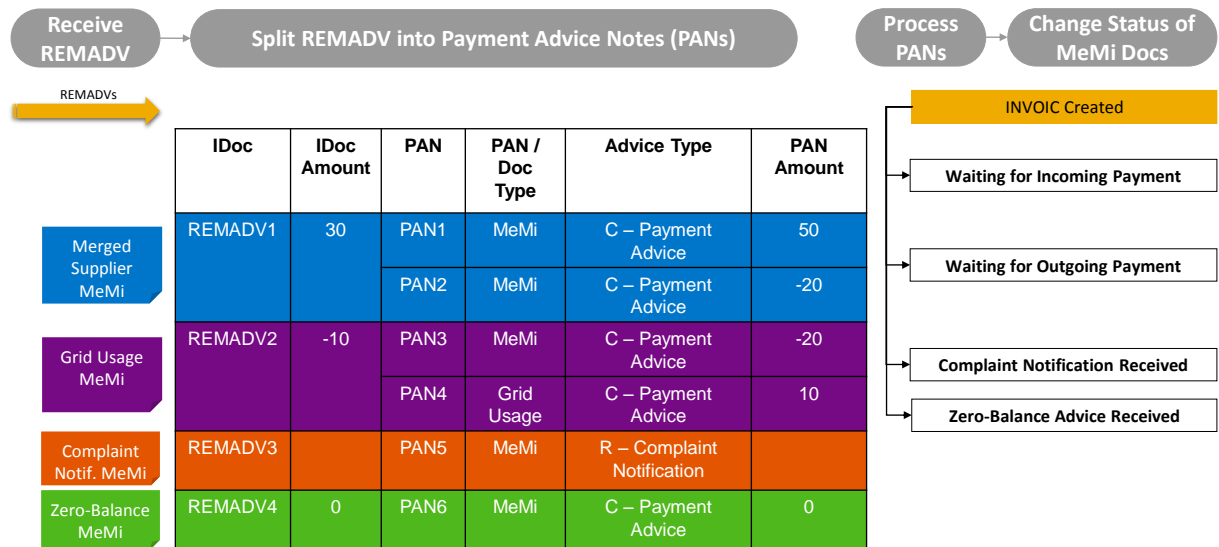 Receive
REMADV
Split REMADV into Payment Advice Notes (PANs)
Process
PANs
Change Status of
MeMi Docs
REMADVs
INVOIC Created
IDoc
IDoc
Amount
PAN
PAN /
Doc
Type
Advice Type
PAN
Amount
Waiting for Incoming Payment
Merged
Supplier
MeMi
REMADV1
30
PAN1
MeMi
C – Payment
Advice
50
PAN2
MeMi
C – Payment
Advice
-20
Waiting for Outgoing Payment
Grid Usage
MeMi
REMADV2
-10
PAN3
MeMi
C – Payment
Advice
-20
PAN4
Grid
Usage
C – Payment
Advice
10
Complaint Notification Received
Zero-Balance Advice Received
Complaint
Notif. MeMi
REMADV3
PAN5
MeMi
R – Complaint
Notification
Zero-Balance
MeMi
REMADV4
0
PAN6
MeMi
C – Payment
Advice
0